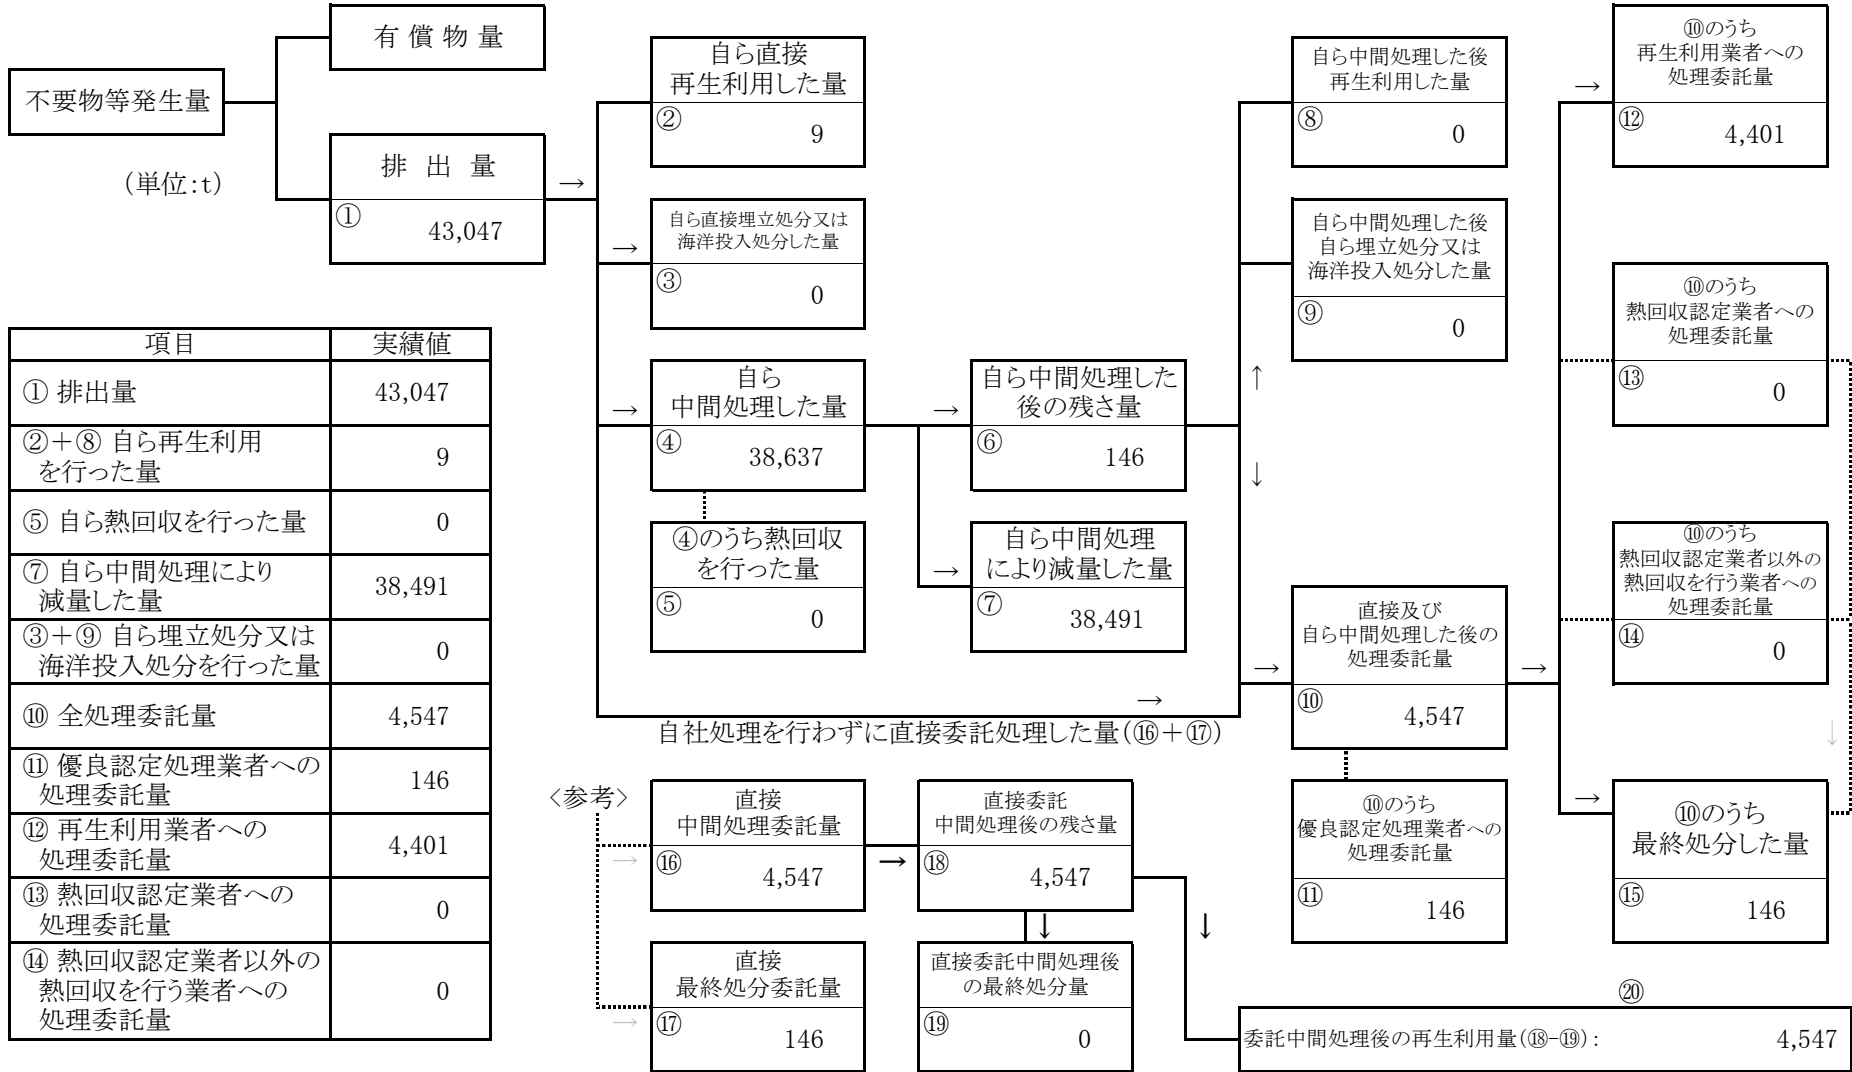 不要物等発生量
(単位:t)
有 償 物 量
排 出 量
①
43,047
→
自ら直接
再生利用した量
②
9
→
自ら直接埋立処分又は
海洋投入処分した量
③
0
→
自ら
中間処理した量
④
38,637
④のうち熱回収
を行った量
⑤
0
→
自ら中間処理した
後の残さ量
⑥
146
→
自ら中間処理
により減量した量
⑦
38,491
↑
↓
自ら中間処理した後
再生利用した量
⑧
0
自ら中間処理した後
自ら埋立処分又は
海洋投入処分した量
⑨
0
→
自社処理を行わずに直接委託処理した量(⑯+⑰)
→
直接及び
自ら中間処理した後の
処理委託量
⑩
4,547
⑩のうち
優良認定処理業者への
処理委託量
⑪
146
→
→
⑩のうち
再生利用業者への
処理委託量
⑫
4,401
⑩のうち
熱回収認定業者への
処理委託量
⑬
0
⑩のうち
熱回収認定業者以外の
熱回収を行う業者への
処理委託量
⑭
0
↓
→
⑩のうち
最終処分した量
⑮
146
項目 実績値
① 排出量 43,047
②+⑧ 自ら再生利用
を行った量 9
⑤ 自ら熱回収を行った量 0
⑦ 自ら中間処理により
減量した量 38,491
③+⑨ 自ら埋立処分又は
海洋投入処分を行った量 0
⑩ 全処理委託量 4,547
⑪ 優良認定処理業者への
処理委託量 146
⑫ 再生利用業者への
処理委託量 4,401
⑬ 熱回収認定業者への
処理委託量 0
⑭ 熱回収認定業者以外の
熱回収を行う業者への
処理委託量 0
<参考>
→
直接
中間処理委託量
⑯
4,547
→
直接
最終処分委託量
⑰
146
→
直接委託
中間処理後の残さ量
⑱
4,547
↓
直接委託中間処理後
の最終処分量
⑲
0
↓
⑳
委託中間処理後の再生利用量(⑱-⑲): 4,547